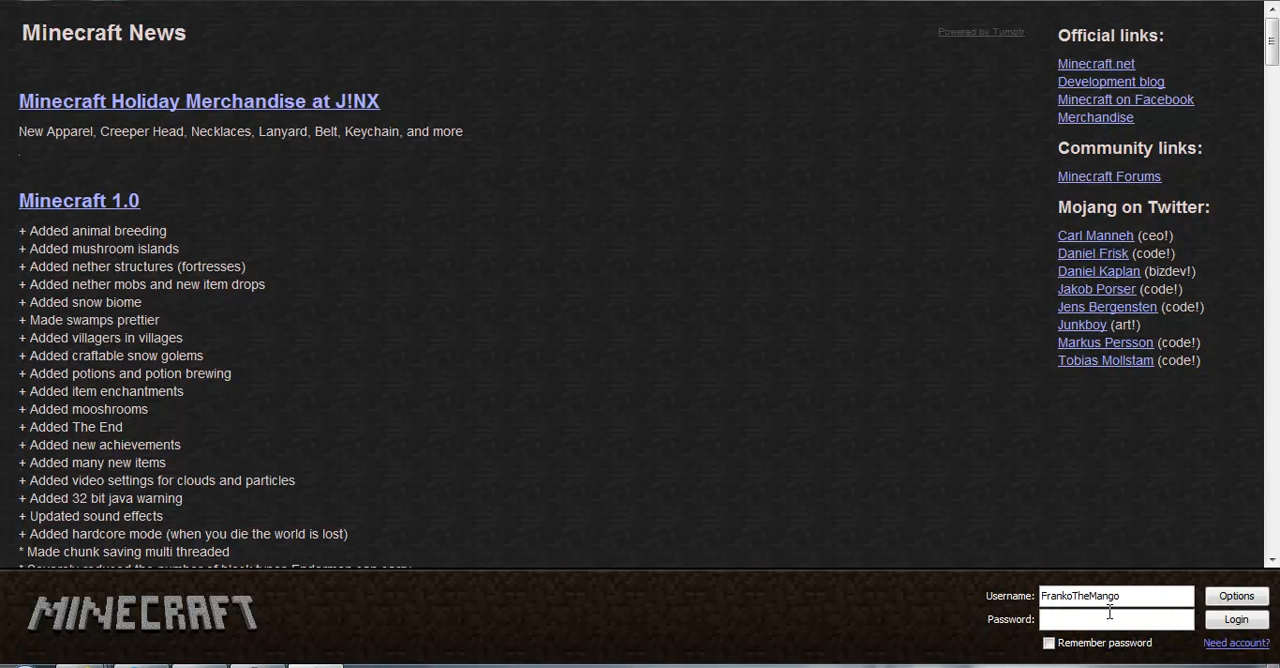 Minecraft News
Powered by Tumblr
Minecraft Holiday Merchandise at J!NX
New Apparel, Creeper Head, Necklaces, Lanyard, Belt, Keychain, and more
.
Minecraft 1.0
+ Added animal breeding
+ Added mushroom islands
+ Added nether structures (fortresses)
+ Added nether mobs and new item drops
+ Added snow biome
+ Made swamps prettier
+ Added villagers in villages
+ Added craftable snow golems
+ Added potions and potion brewing
+ Added item enchantments
+ Added mooshrooms
+ Added The End
+ Added new achievements
+ Added many new items
+ Added video settings for clouds and particles
+ Added 32 bit java warning
+ Updated sound effects
+ Added hardcore mode (when you die the world is lost)
* Made chunk saving multi threaded
Official links:
Minecraft.net
Development blog
Minecraft on Facebook
Merchandise
Community links:
Minecraft Forums
Mojang on Twitter:
Carl Manneh (ceo!)
Daniel Frisk (code!)
Daniel Kaplan (bizdev!)
Jakob Porser (code!)
Jens Bergensten (code!)
Junkboy (art!)
Markus Persson (code!)
Tobias Mollstam (code!)
MINECRAFT
Username: FrankoTheMango Options
Password: Login
Remember password Need account?